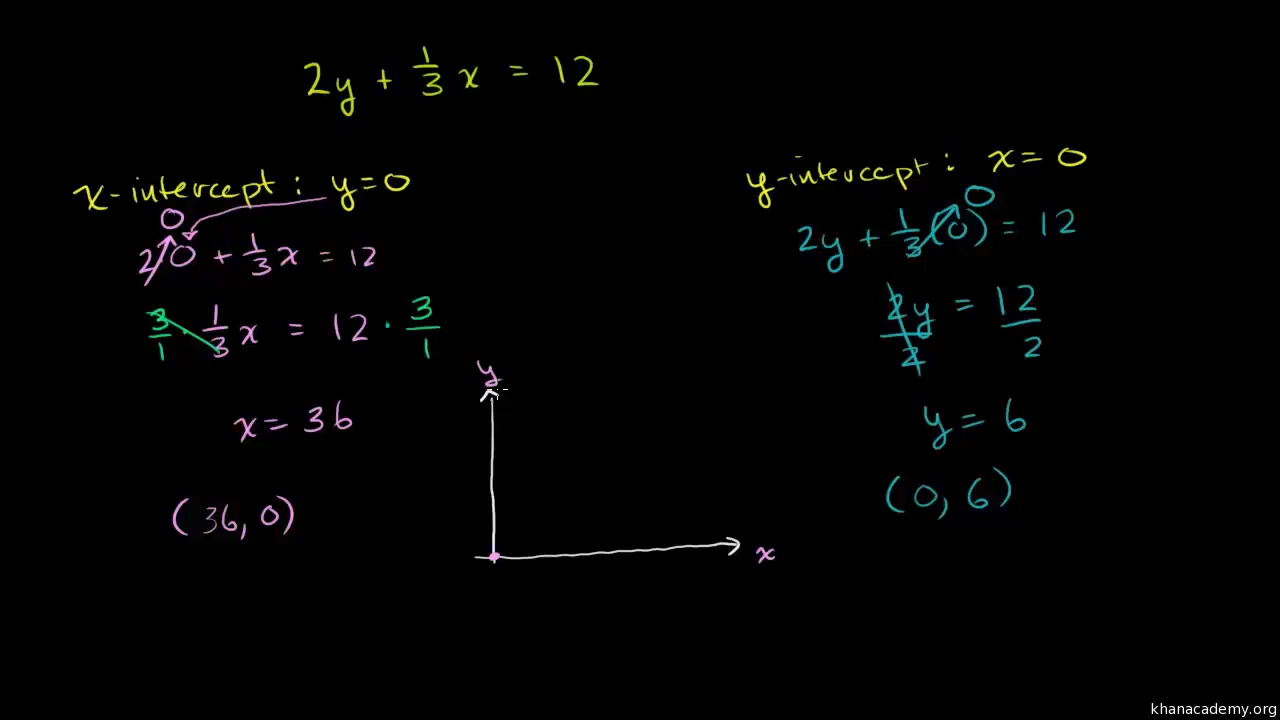 2y + 1/3 x = 12
x-intercept: y=0
0
2·0 + 1/3 x = 12
3/1 · 1/3 x = 12 · 3/1
x = 36
(36, 0)
y
x
y-intercept: x=0
0
2y + 1/3 (0) = 12
2y/2 = 12/2
y = 6
(0, 6)
khanacademy.org